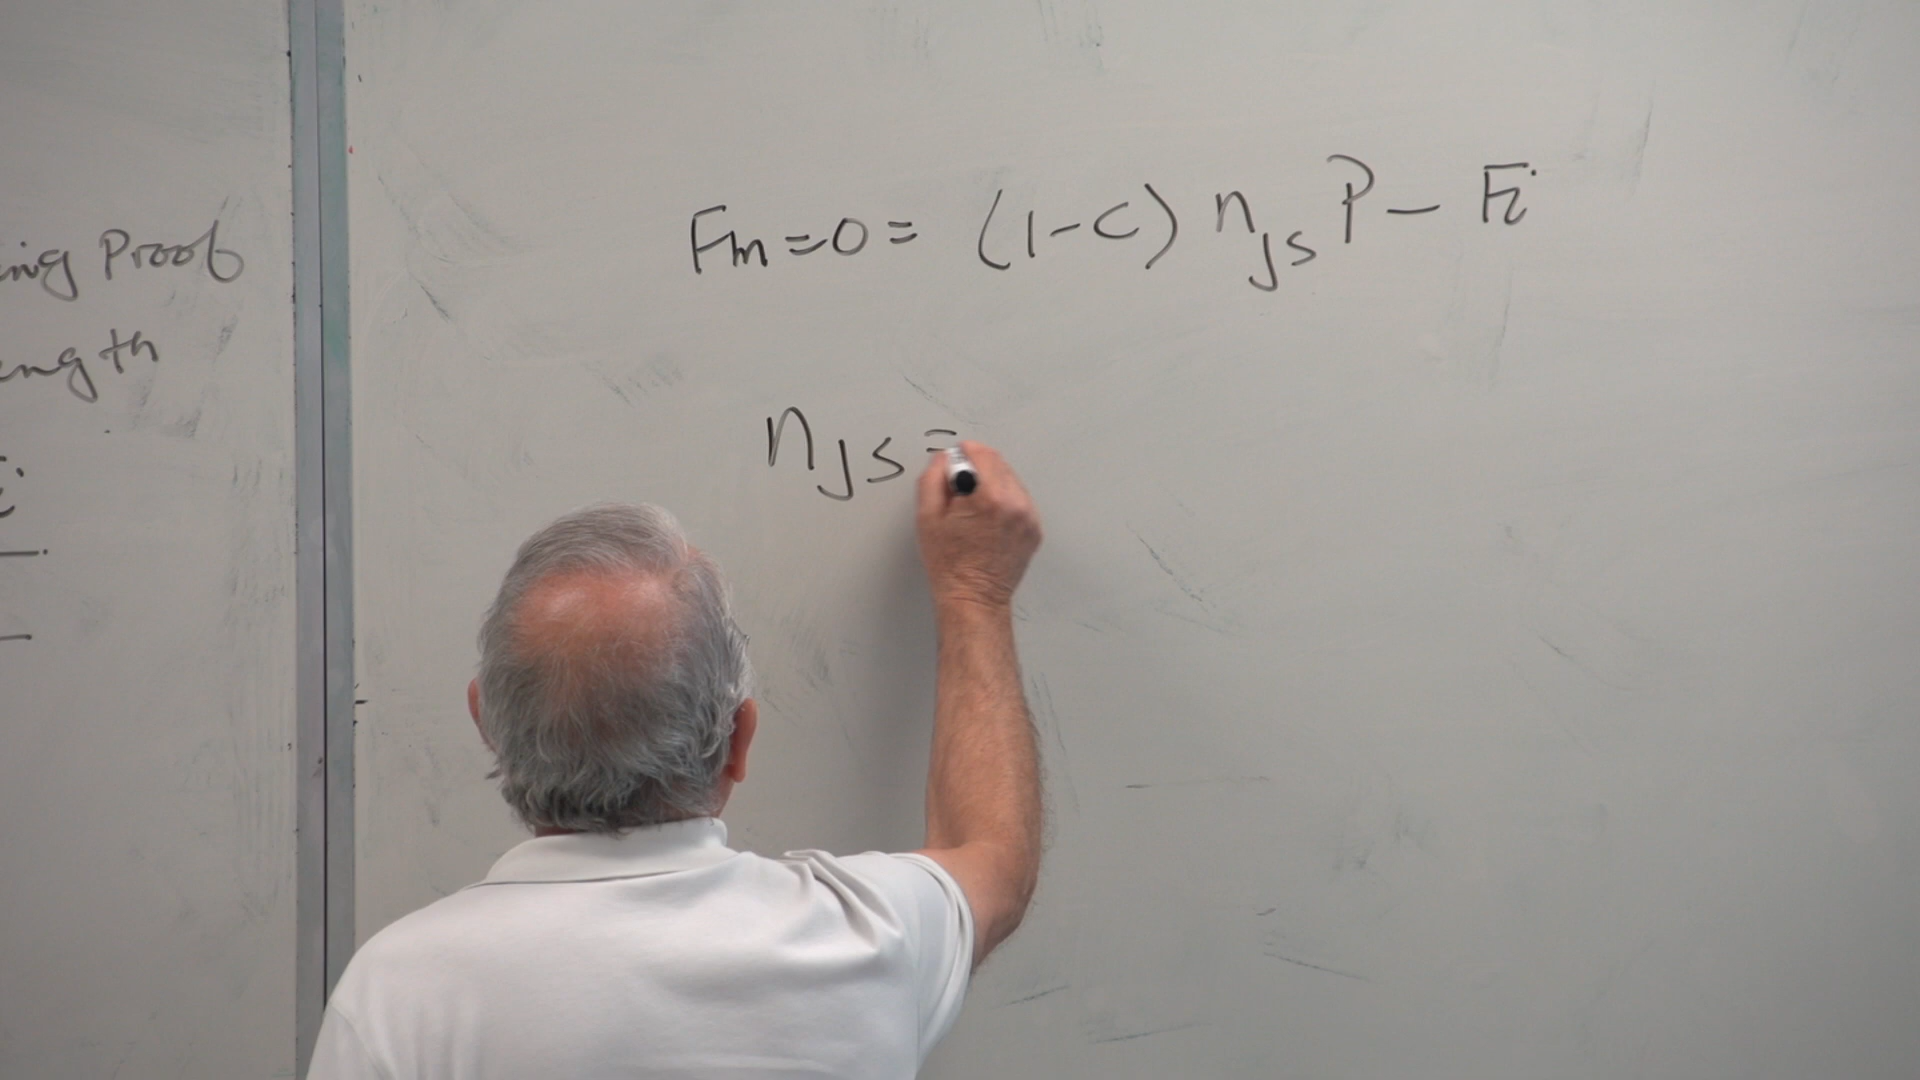 ing Proof
ength
Fm=0= (1-C) njs P - Fi
njs =